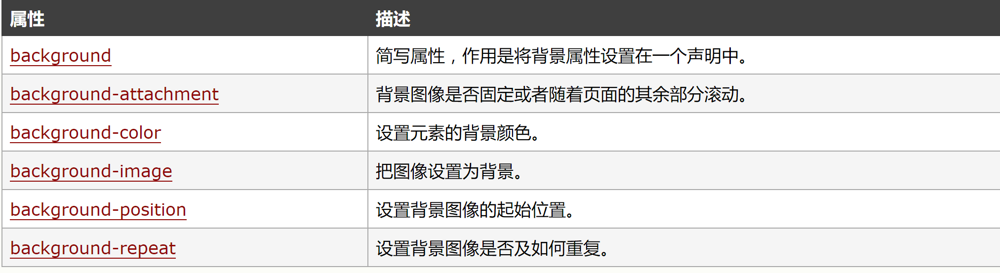 属性 描述
background 简写属性，作用是将背景属性设置在一个声明中。
background-attachment 背景图像是否固定或者随着页面的其余部分滚动。
background-color 设置元素的背景颜色。
background-image 把图像设置为背景。
background-position 设置背景图像的起始位置。
background-repeat 设置背景图像是否及如何重复。